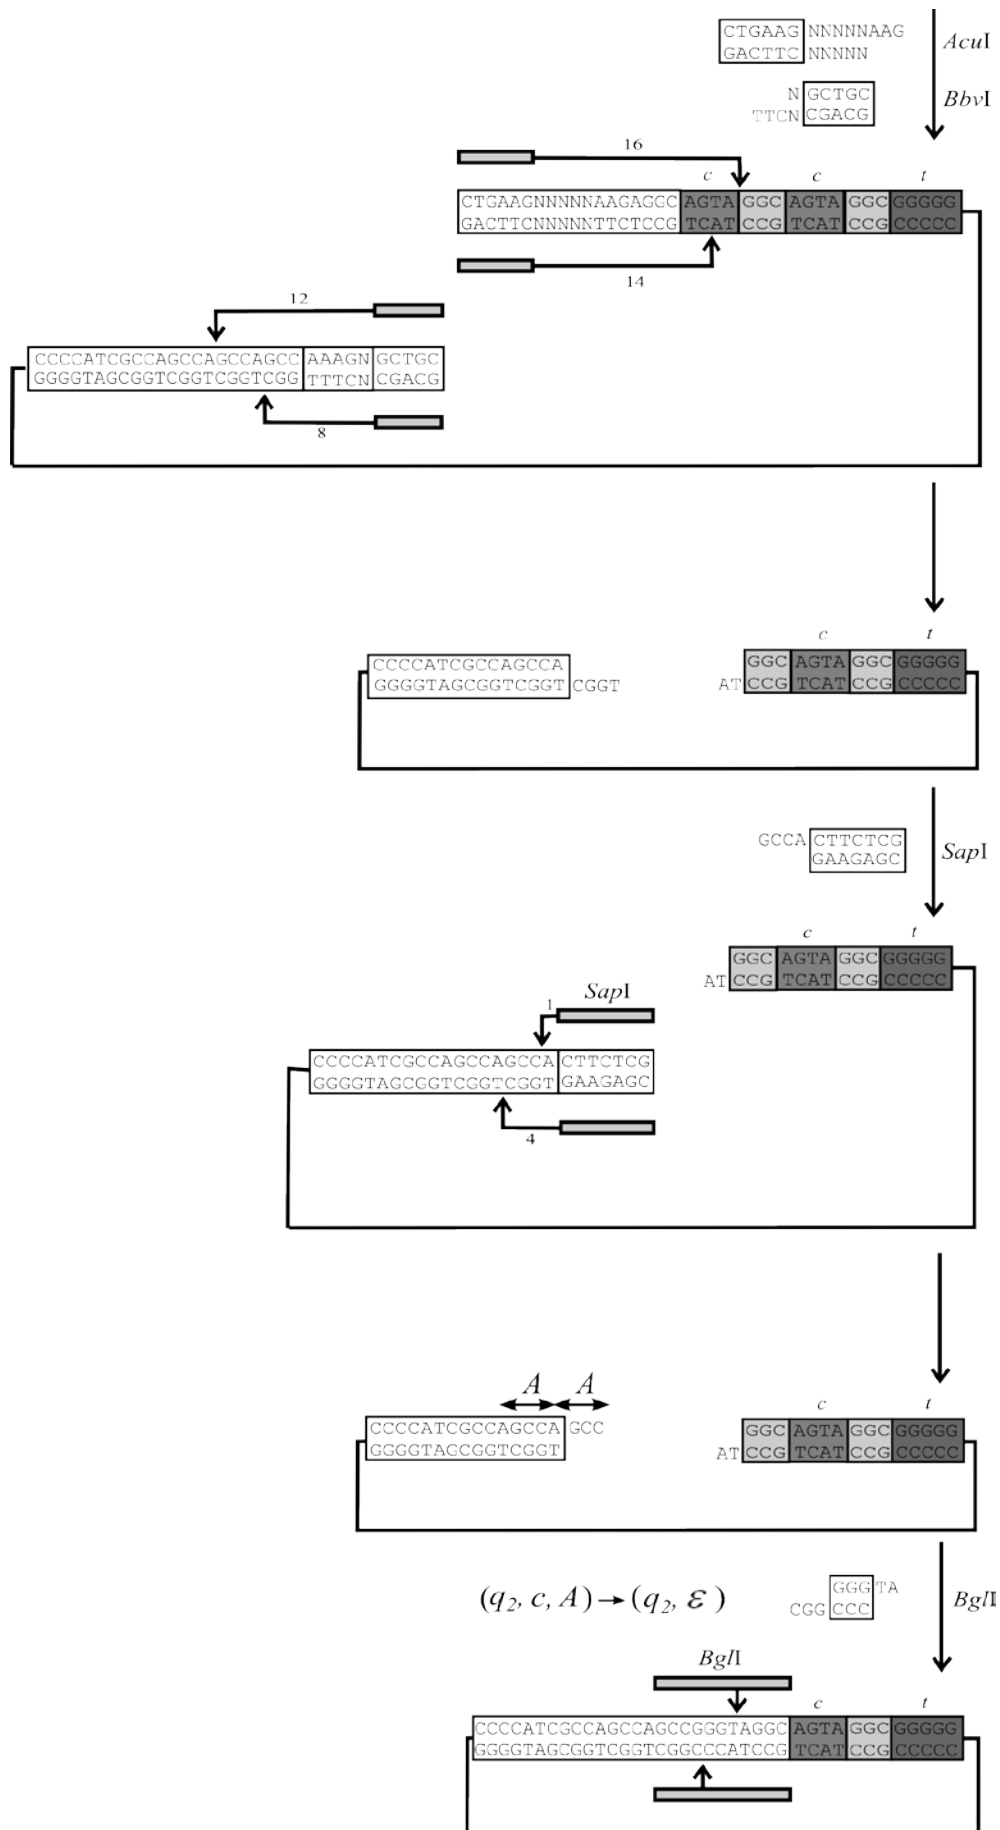 CTGAAG NNNNNAAG
GACTTC NNNNN
AcuI
N GCTGC
TTCN CGACG
BbvI
16
c c t
CTGAAGNNNNNAAGAGGC AGTA GGC AGTA GGC GGGGG
GACTTCNNNNNTTCTCCG TCAT CCG TCAT CCG CCCCC
14
12
CCCCATCGCCAGCCAGCCAGCC AAAGN GCTGC
GGGGTAGCGGTCGGTCGGTCGG TTTCN CGACG
8
c t
CCCCATCGCCAGCCA GGC AGTA GGC GGGGG
GGGGTAGCGGTCGGT CGGT AT CCG TCAT CCG CCCCC
GCCA CTTCTCG
GAAGAGC
SapI
c t
GGC AGTA GGC GGGGG
AT CCG TCAT CCG CCCCC
SapI
1
CCCCATCGCCAGCCAGCCA CTTCTCG
GGGGTAGCGGTCGGTCGGT GAAGAGC
4
A A
c t
CCCCATCGCCAGCCA GCC GGC AGTA GGC GGGGG
GGGGTAGCGGTCGGT AT CCG TCAT CCG CCCCC
(q2, c, A) → (q2, ε)
GGG TA
CGG CCC
BglI
BglI
c t
CCCCATCGCCAGCCAGCCGGGTAGGC AGTA GGC GGGGG
GGGGTAGCGGTCGGTCGGCCCATCCG TCAT CCG CCCCC